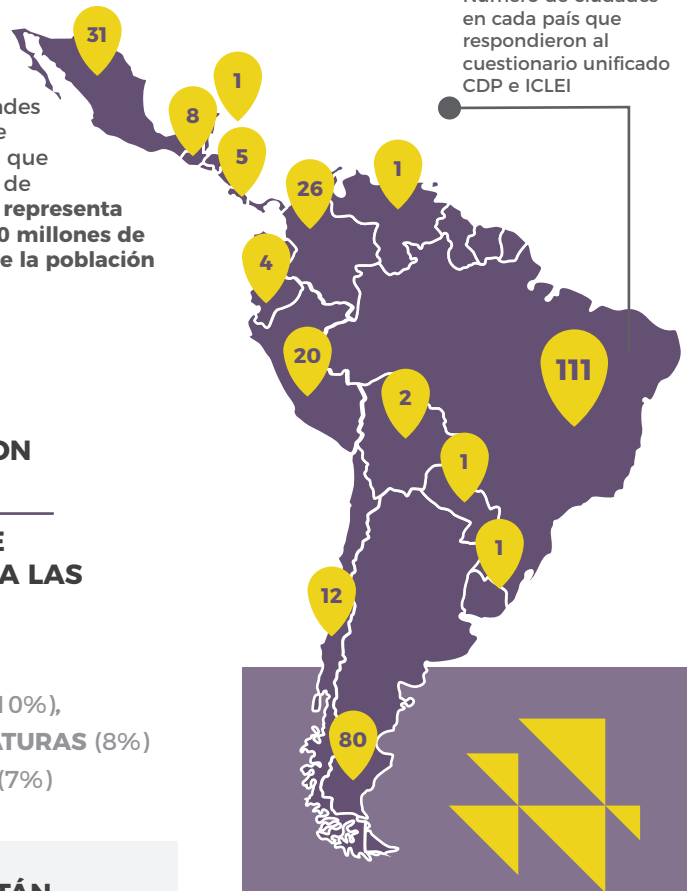 Número de ciudades
en cada país que
respondieron al
cuestionario unificado
CDP e ICLEI
31
1
8
5
26
1
4
20
111
2
1
1
12
80
que
de
representa
0 millones de
e la población
ON
E
A LAS
10%),
ATURAS (8%)
(7%)
TÁN